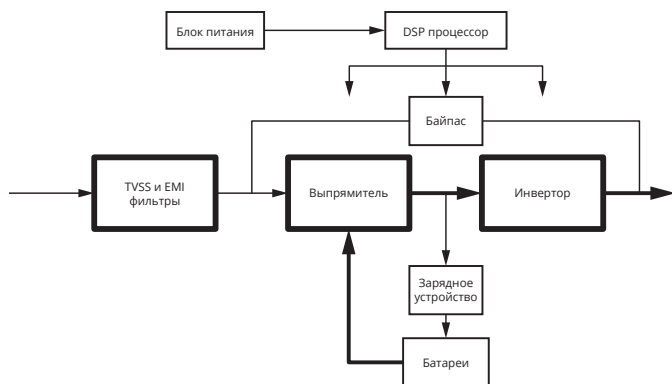 Блок питания
DSP процессор
Байпас
TVSS и EMI
фильтры
Выпрямитель
Инвертор
Зарядное
устройство
Батареи